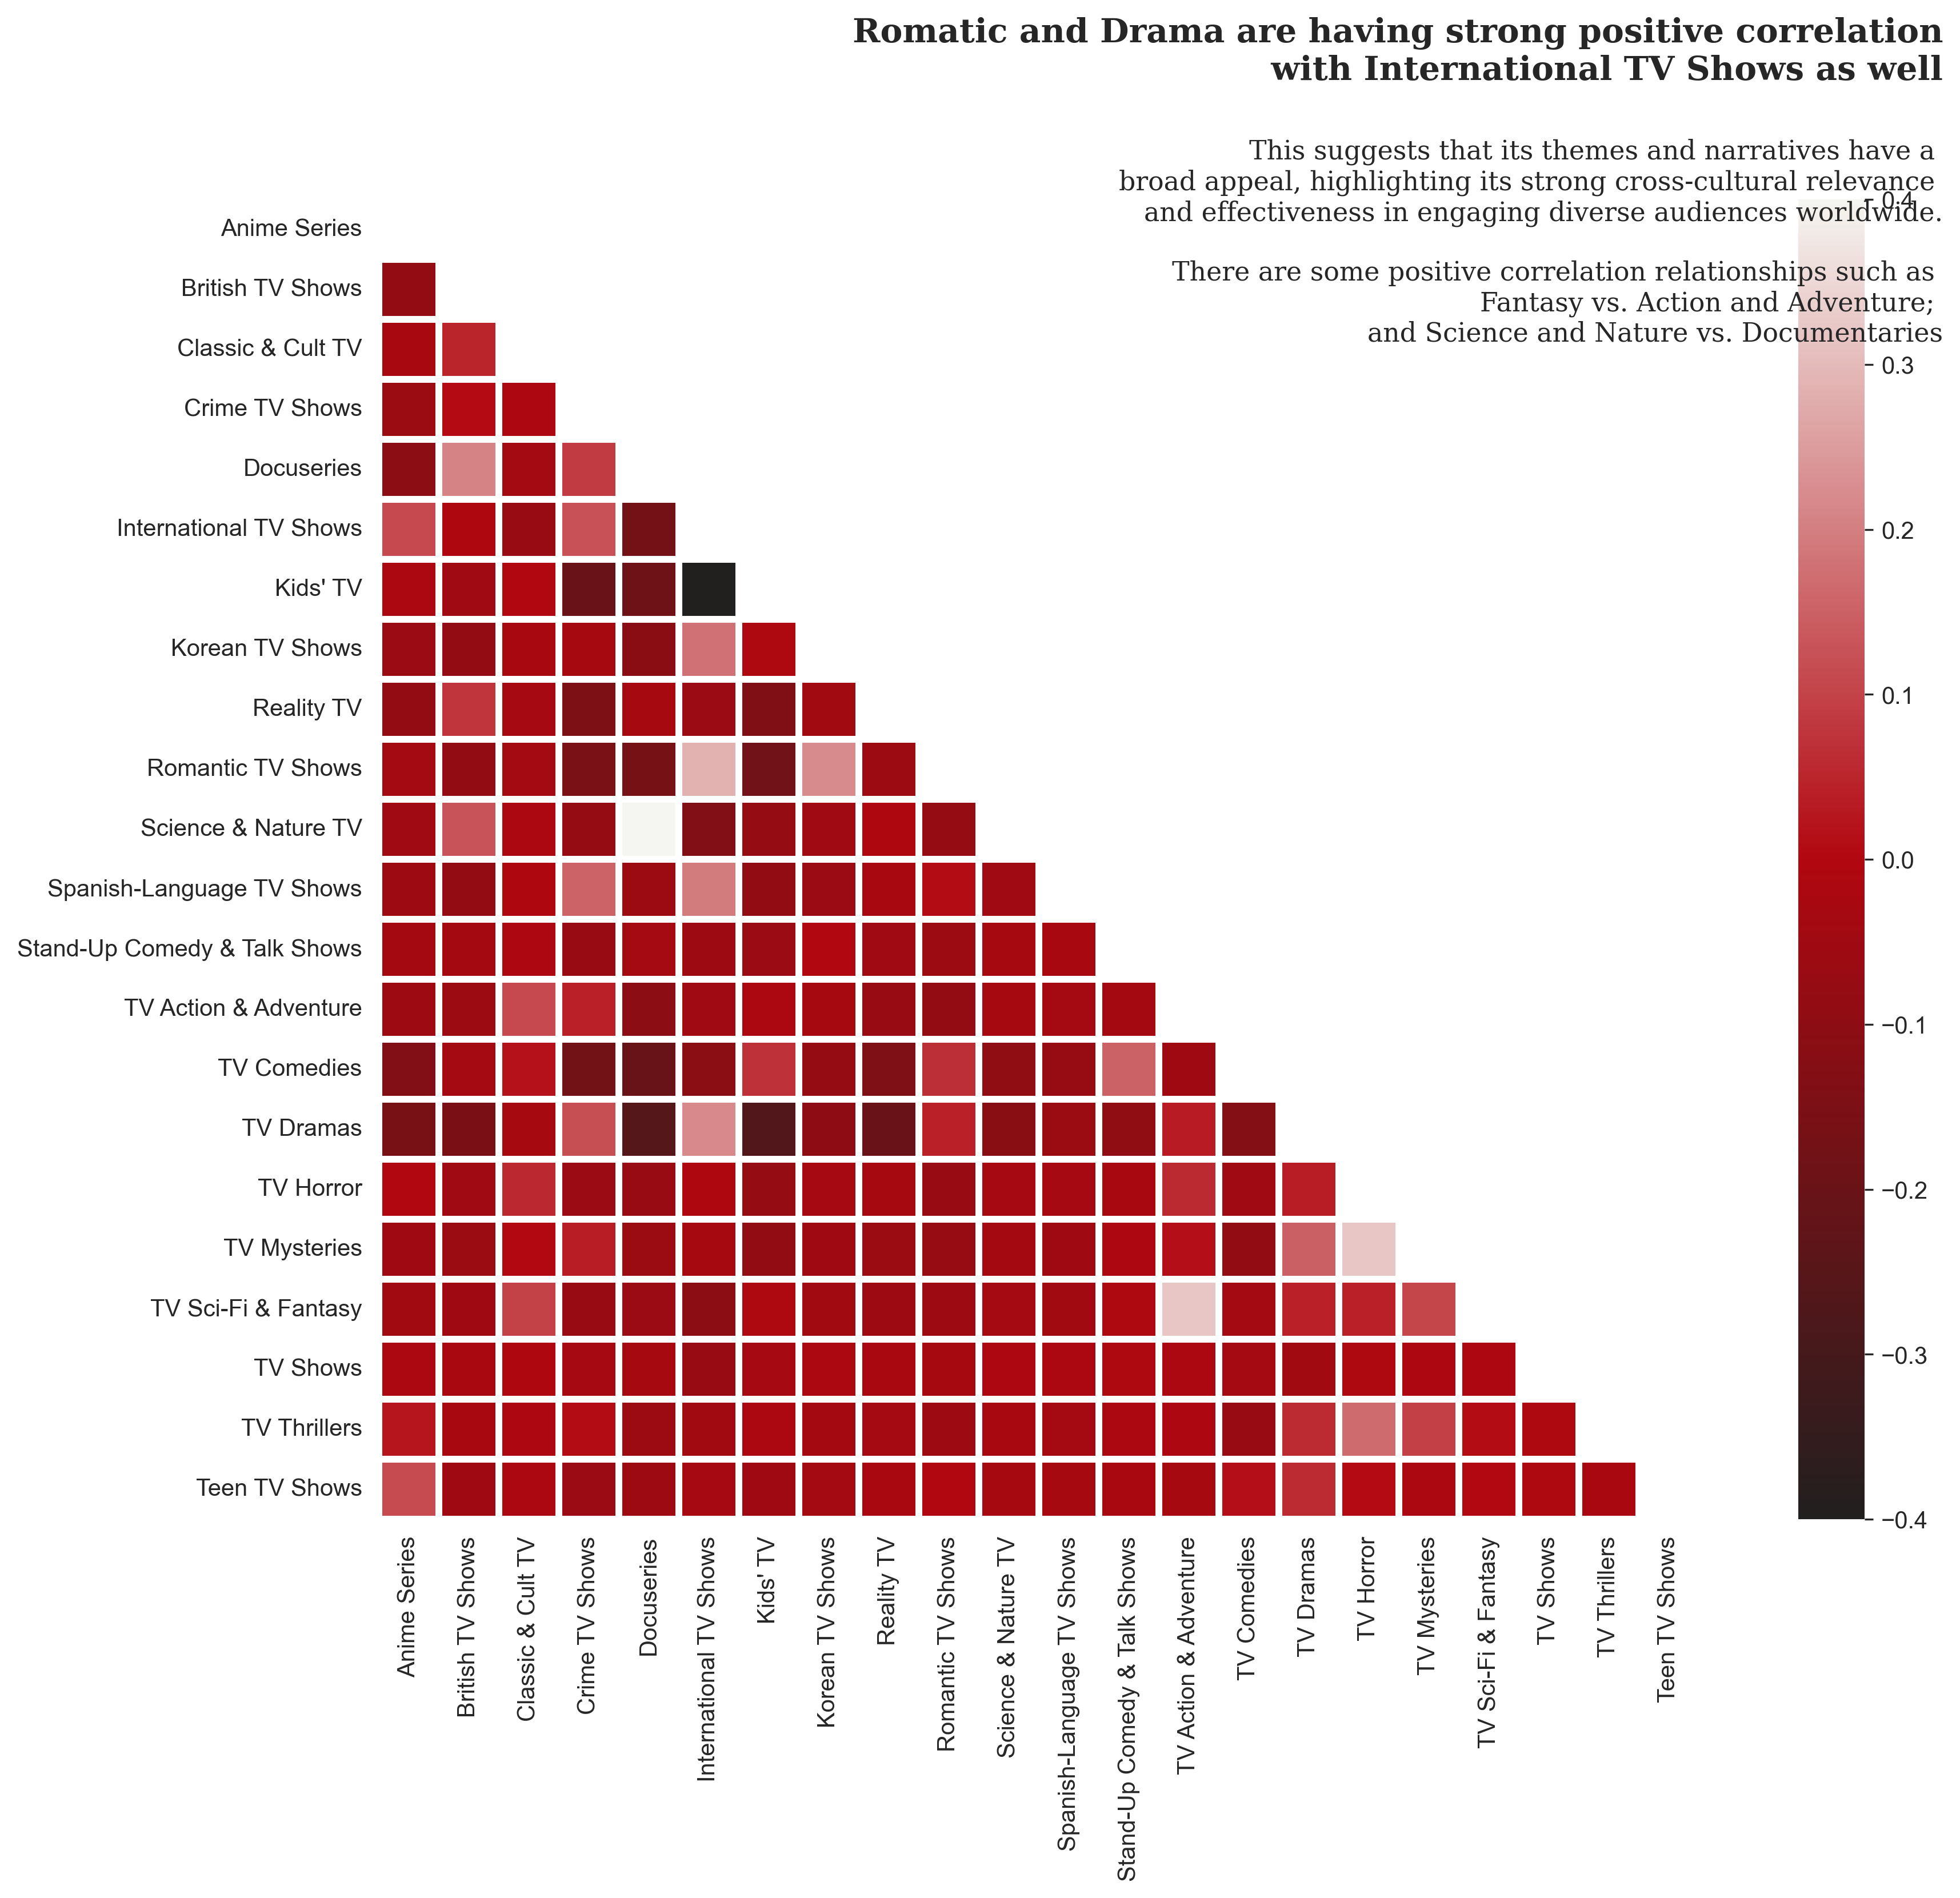 Romatic and Drama are having strong positive correlation
with International TV Shows as well
This suggests that its themes and narratives have a
broad appeal, highlighting its strong cross-cultural relevance
and effectiveness in engaging diverse audiences worldwide.
There are some positive correlation relationships such as
Fantasy vs. Action and Adventure;
and Science and Nature vs. Documentaries
Anime Series
British TV Shows
Classic & Cult TV
Crime TV Shows
Docuseries
International TV Shows
Kids' TV
Korean TV Shows
Reality TV
Romantic TV Shows
Science & Nature TV
Spanish-Language TV Shows
Stand-Up Comedy & Talk Shows
TV Action & Adventure
TV Comedies
TV Dramas
TV Horror
TV Mysteries
TV Sci-Fi & Fantasy
TV Shows
TV Thrillers
Teen TV Shows
0.4
0.3
0.2
0.1
0.0
−0.1
−0.2
−0.3
−0.4
Anime Series
British TV Shows
Classic & Cult TV
Crime TV Shows
Docuseries
International TV Shows
Kids' TV
Korean TV Shows
Reality TV
Romantic TV Shows
Science & Nature TV
Spanish-Language TV Shows
Stand-Up Comedy & Talk Shows
TV Action & Adventure
TV Comedies
TV Dramas
TV Horror
TV Mysteries
TV Sci-Fi & Fantasy
TV Shows
TV Thrillers
Teen TV Shows